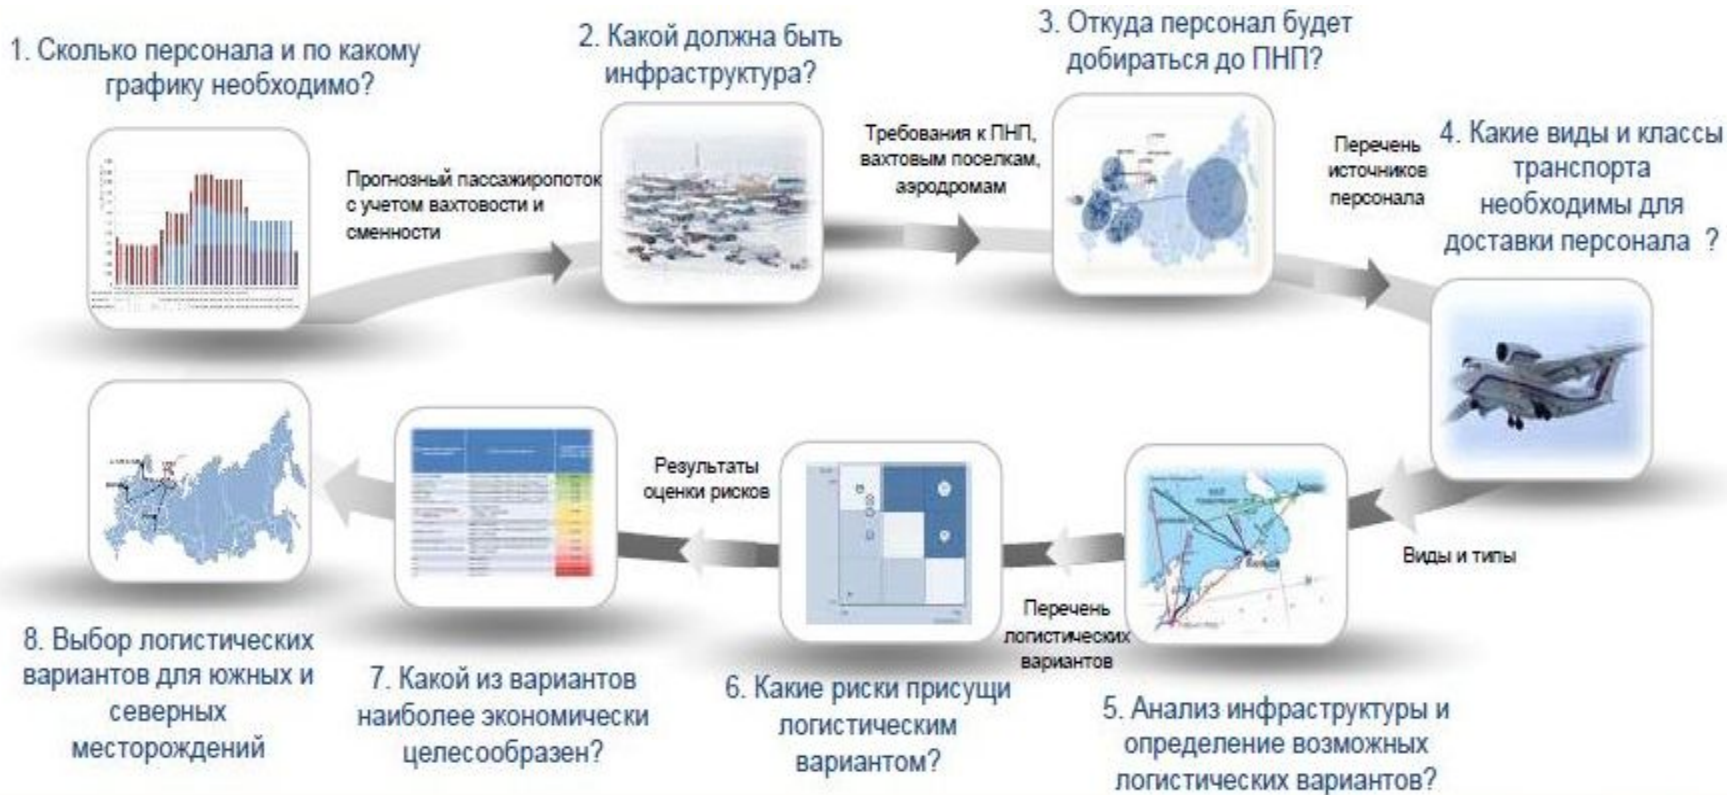 1. Сколько персонала и по какому
графику необходимо?
2. Какой должна быть
инфраструктура?
3. Откуда персонал будет
добираться до ПНП?
4. Какие виды и классы
транспорта
необходимы для
доставки персонала ?
Прогнозный пассажиропоток
с учетом вахтовости и
сменности
Требования к ПНП,
вахтовым поселкам,
аэродромам
Перечень
источников
персонала
Виды и типы
Перечень
логистических
вариантов
Результаты
оценки рисков
5. Анализ инфраструктуры и
определение возможных
логистических вариантов?
6. Какие риски присущи
логистическим
вариантом?
7. Какой из вариантов
наиболее экономически
целесообразен?
8. Выбор логистических
вариантов для южных и
северных
месторождений